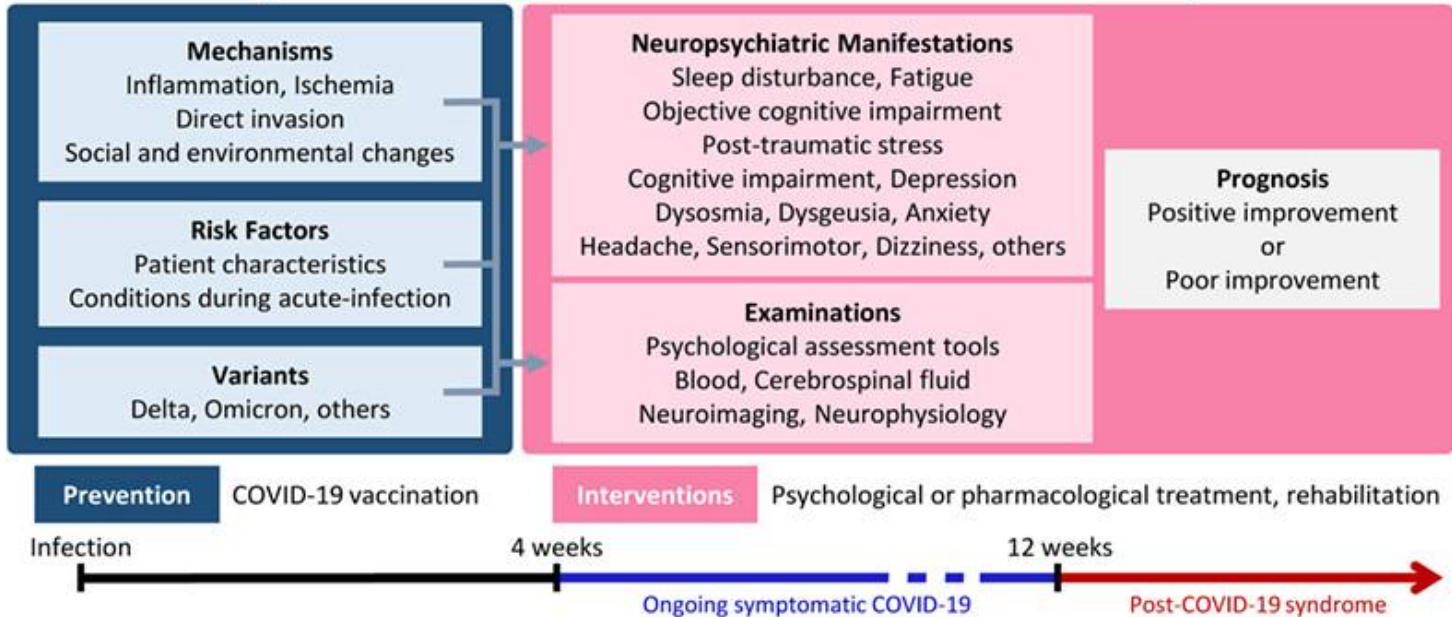 Mechanisms
Inflammation, Ischemia
Direct invasion
Social and environmental changes
Risk Factors
Patient characteristics
Conditions during acute-infection
Variants
Delta, Omicron, others
Neuropsychiatric Manifestations
Sleep disturbance, Fatigue
Objective cognitive impairment
Post-traumatic stress
Cognitive impairment, Depression
Dysosmia, Dysgeusia, Anxiety
Headache, Sensorimotor, Dizziness, others
Examinations
Psychological assessment tools
Blood, Cerebrospinal fluid
Neuroimaging, Neurophysiology
Prognosis
Positive improvement
or
Poor improvement
Prevention COVID-19 vaccination
Interventions Psychological or pharmacological treatment, rehabilitation
Infection 4 weeks 12 weeks
Ongoing symptomatic COVID-19 Post-COVID-19 syndrome